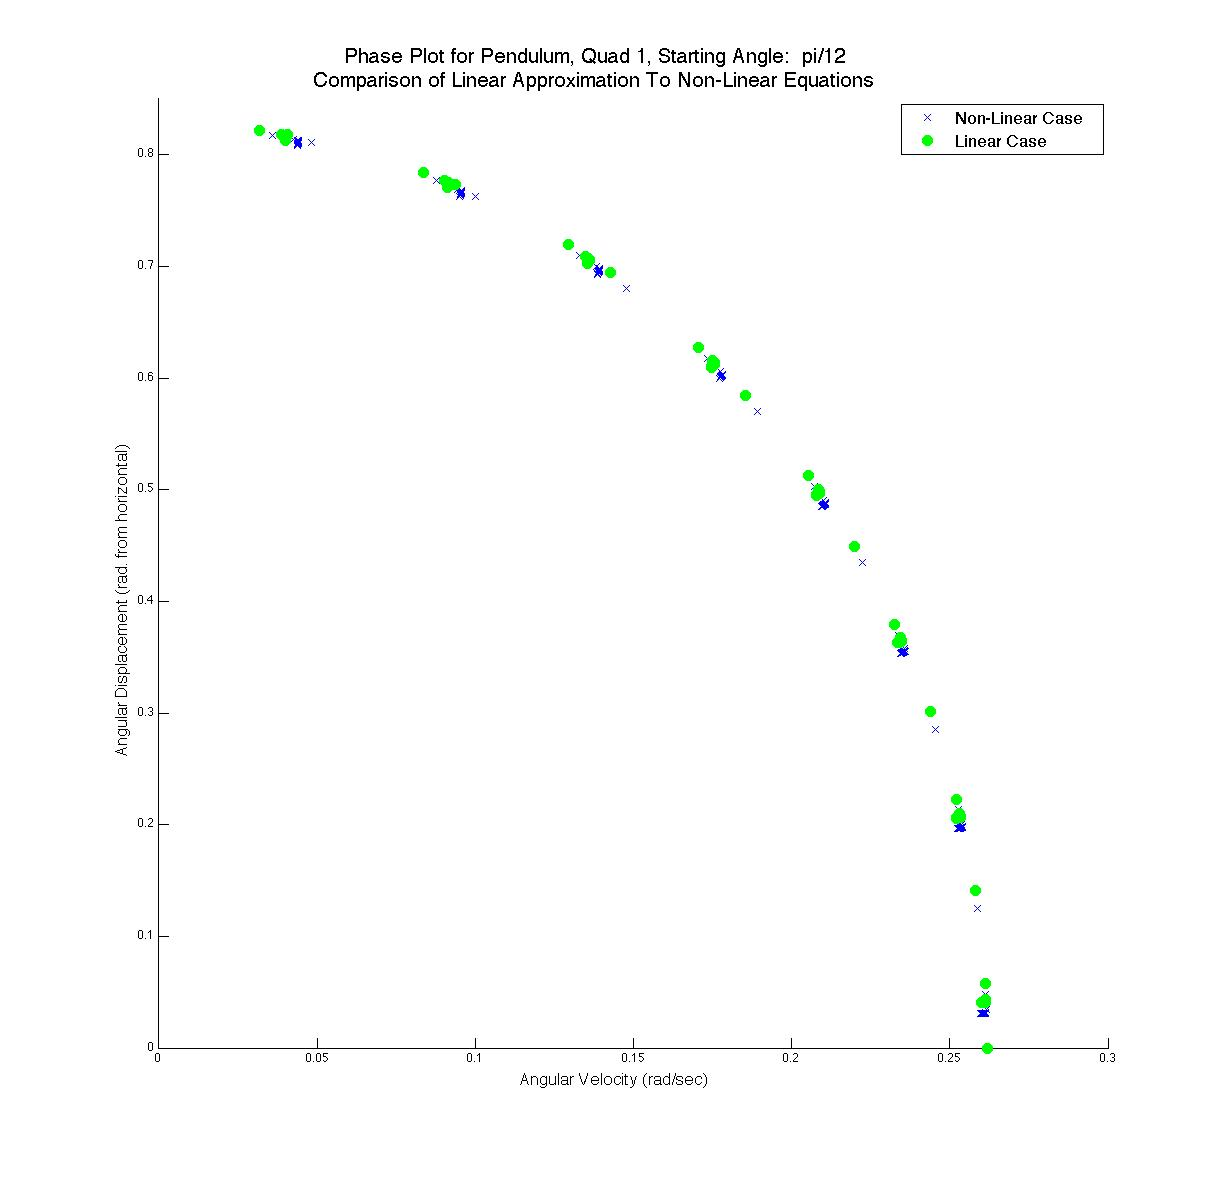 Phase Plot for Pendulum, Quad 1, Starting Angle:  pi/12
Comparison of Linear Approximation To Non-Linear Equations
Non-Linear Case
Linear Case
Angular Displacement (rad. from horizontal)
0.8
0.7
0.6
0.5
0.4
0.3
0.2
0.1
0
0
0.05
0.1
0.15
0.2
0.25
0.3
Angular Velocity (rad/sec)